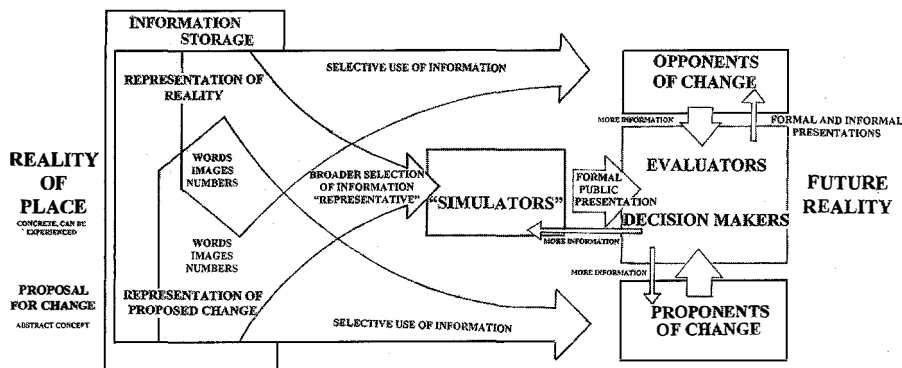 INFORMATION
STORAGE
REPRESENTATION OF
REALITY
WORDS
IMAGES
NUMBERS
WORDS
IMAGES
NUMBERS
REPRESENTATION OF
PROPOSED CHANGE
REALITY
OF
PLACE
CONCRETE, CAN BE
EXPERIENCED
PROPOSAL
FOR CHANGE
ABSTRACT CONCEPT
SELECTIVE USE OF INFORMATION
BROADER SELECTION
OF INFORMATION
"REPRESENTATIVE"
SELECTIVE USE OF INFORMATION
"SIMULATORS"
FORMAL
PUBLIC
PRESENTATION
MORE INFORMATION
OPPONENTS
OF CHANGE
MORE INFORMATION
FORMAL AND INFORMAL
PRESENTATIONS
EVALUATORS
DECISION MAKERS
MORE INFORMATION
PROPONENTS
OF CHANGE
FUTURE
REALITY